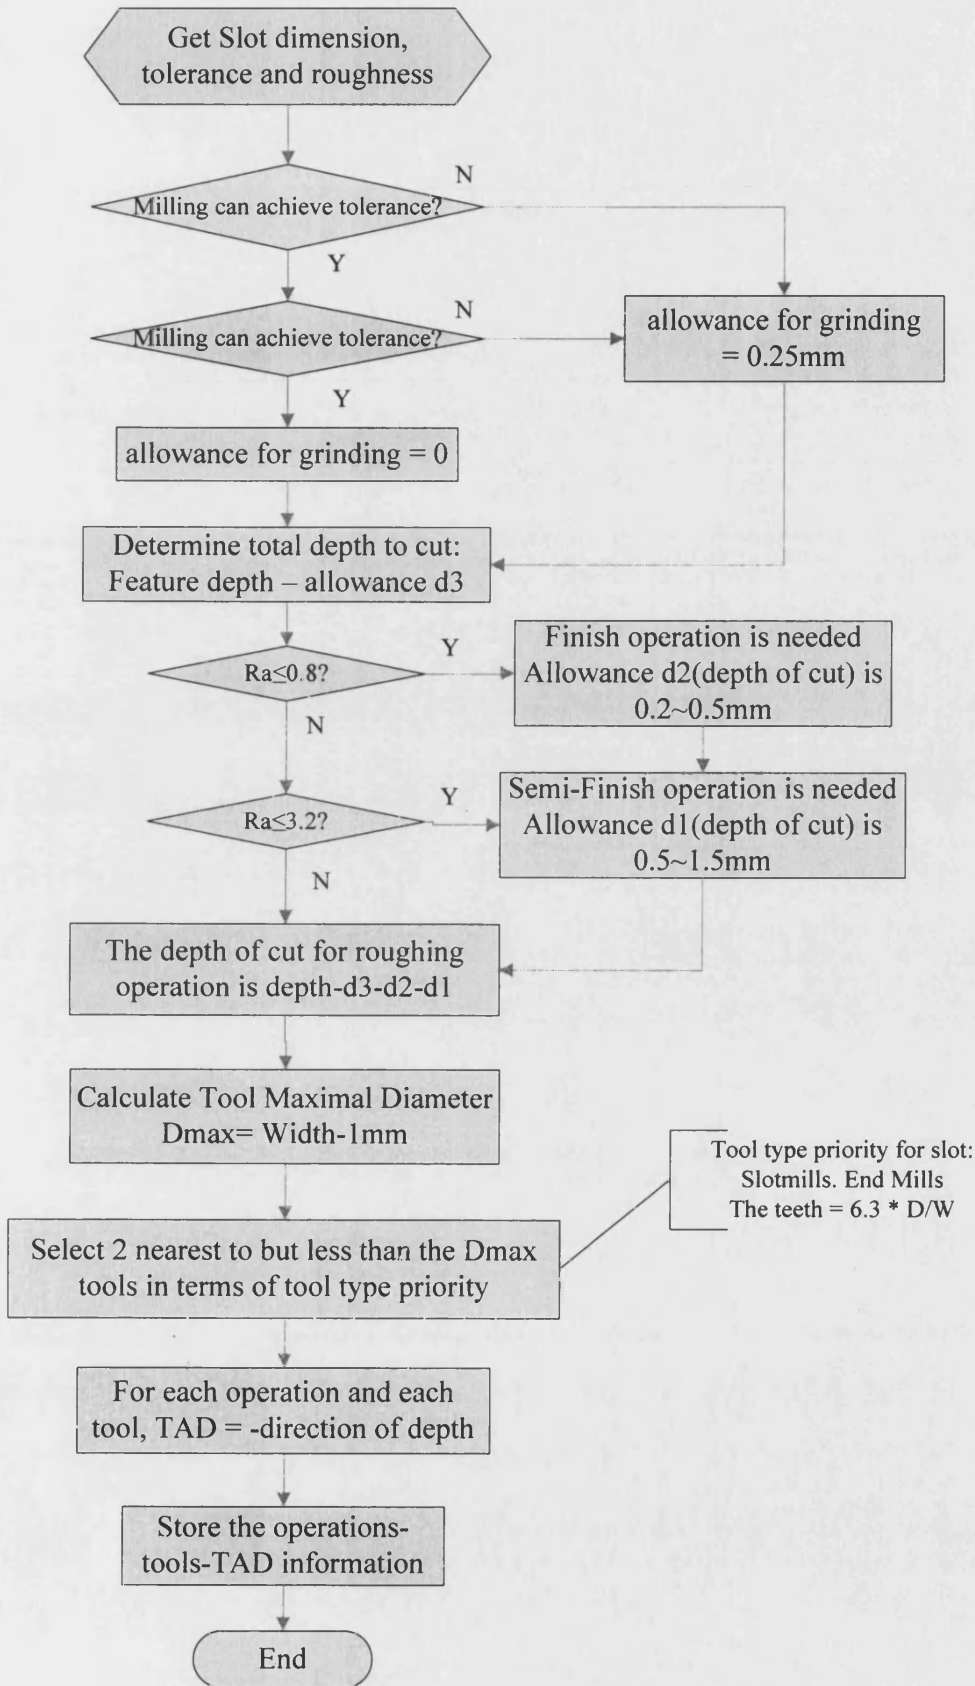 Get Slot dimension,
tolerance and roughness
N
Milling can achieve tolerance?
Y
N
Milling can achieve tolerance?
allowance for grinding
= 0.25mm
Y
allowance for grinding = 0
Determine total depth to cut:
Feature depth – allowance d3
Ra≤0.8?
Y
Finish operation is needed
Allowance d2(depth of cut) is
0.2~0.5mm
N
Ra≤3.2?
Y
Semi-Finish operation is needed
Allowance d1(depth of cut) is
0.5~1.5mm
N
The depth of cut for roughing
operation is depth-d3-d2-d1
Calculate Tool Maximal Diameter
Dmax= Width-1mm
Tool type priority for slot:
Slotmills. End Mills
The teeth = 6.3 * D/W
Select 2 nearest to but less than the Dmax
tools in terms of tool type priority
For each operation and each
tool, TAD = -direction of depth
Store the operations-
tools-TAD information
End